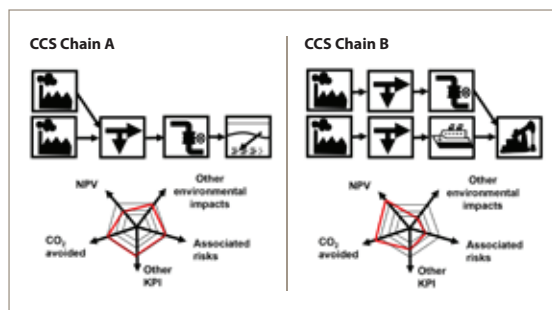 CCS Chain A
NPV
Other
environmental
impacts
CO₂
avoided
Associated
risks
Other
KPI
CCS Chain B
NPV
Other
environmental
impacts
CO₂
avoided
Associated
risks
Other
KPI